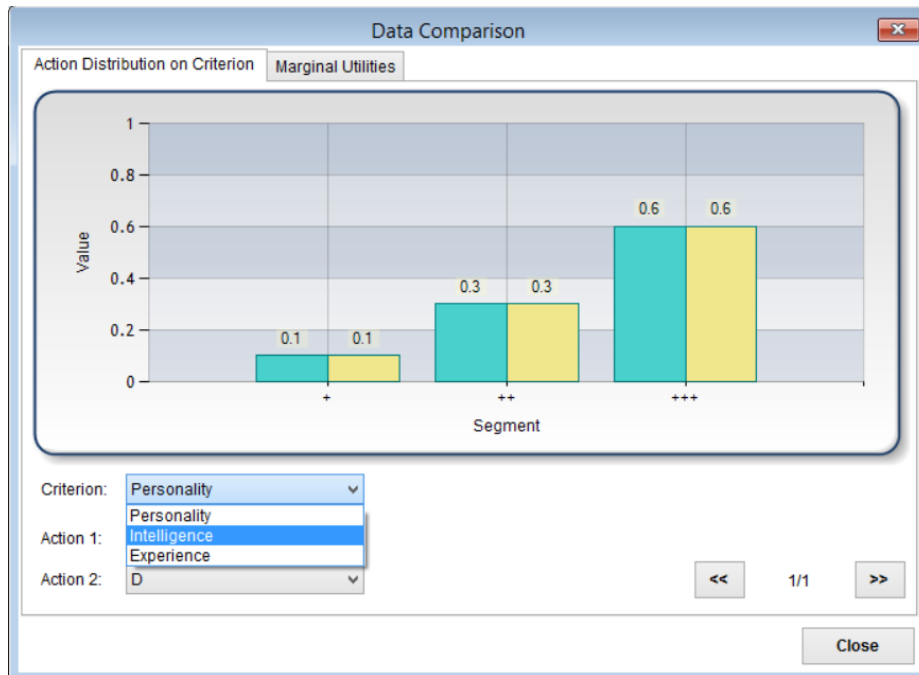 Data Comparison
Action Distribution on Criterion
Marginal Utilities
1
0.8
0.6
0.4
0.2
0
Value
0.1
0.1
0.3
0.3
0.6
0.6
+
++
+++
Segment
Criterion:
Personality
Personality
Intelligence
Experience
Action 1:
Action 2:
D
<<
1/1
>>
Close